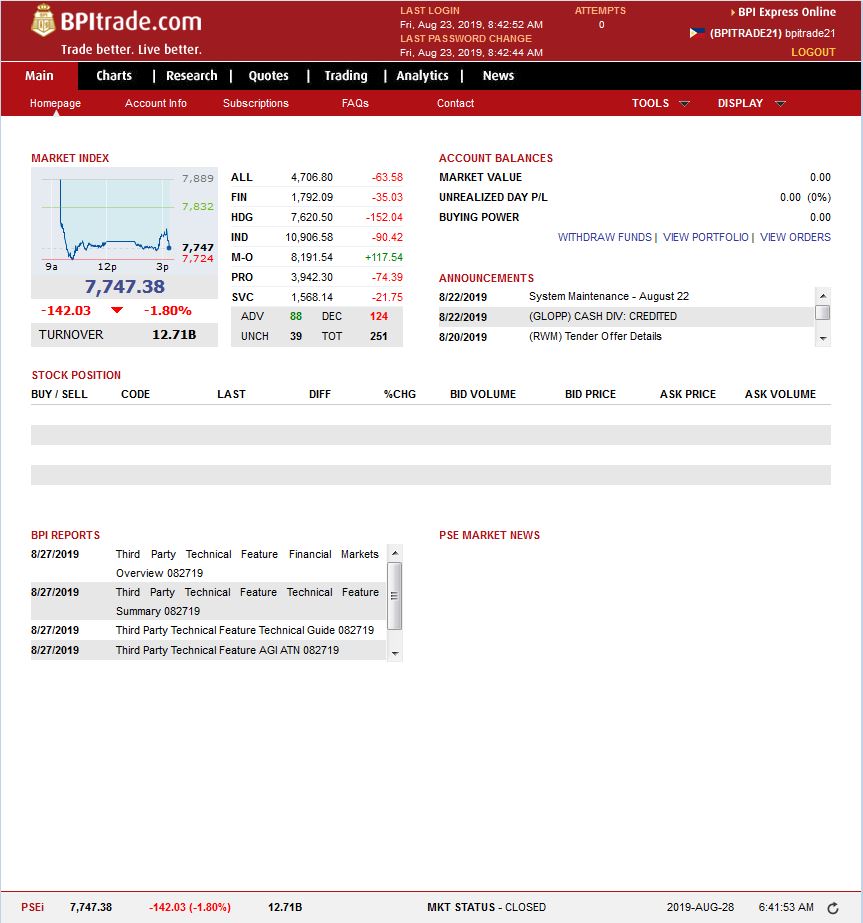 BPItrade.com
Trade better. Live better.
LAST LOGIN
Fri, Aug 23, 2019, 8:42:52 AM
LAST PASSWORD CHANGE
Fri, Aug 23, 2019, 8:42:44 AM
ATTEMPTS
0
BPI Express Online
(BPITRADE21) bpitrade21
LOGOUT
Main Charts | Research | Quotes | Trading | Analytics | News
Homepage Account Info Subscriptions FAQs Contact TOOLS DISPLAY
MARKET INDEX
7,889
7,832
7,747
7,724
9a 12p 3p
7,747.38
-142.03 -1.80%
TURNOVER 12.71B
ALL 4,706.80 -63.58
FIN 1,792.09 -35.03
HDG 7,620.50 -152.04
IND 10,906.58 -90.42
M-O 8,191.54 +117.54
PRO 3,942.30 -74.39
SVC 1,568.14 -21.75
ADV 88 DEC 124
UNCH 39 TOT 251
ACCOUNT BALANCES
MARKET VALUE 0.00
UNREALIZED DAY P/L 0.00 (0%)
BUYING POWER 0.00
WITHDRAW FUNDS | VIEW PORTFOLIO | VIEW ORDERS
ANNOUNCEMENTS
8/22/2019 System Maintenance - August 22
8/22/2019 (GLOPP) CASH DIV: CREDITED
8/20/2019 (RWM) Tender Offer Details
STOCK POSITION
BUY / SELL CODE LAST DIFF %CHG BID VOLUME BID PRICE ASK PRICE ASK VOLUME
BPI REPORTS
8/27/2019 Third Party Technical Feature Financial Markets
Overview 082719
8/27/2019 Third Party Technical Feature Technical Feature
Summary 082719
8/27/2019 Third Party Technical Feature Technical Guide 082719
8/27/2019 Third Party Technical Feature AGI ATN 082719
PSE MARKET NEWS
PSEi 7,747.38 -142.03 (-1.80%) 12.71B MKT STATUS - CLOSED 2019-AUG-28 6:41:53 AM